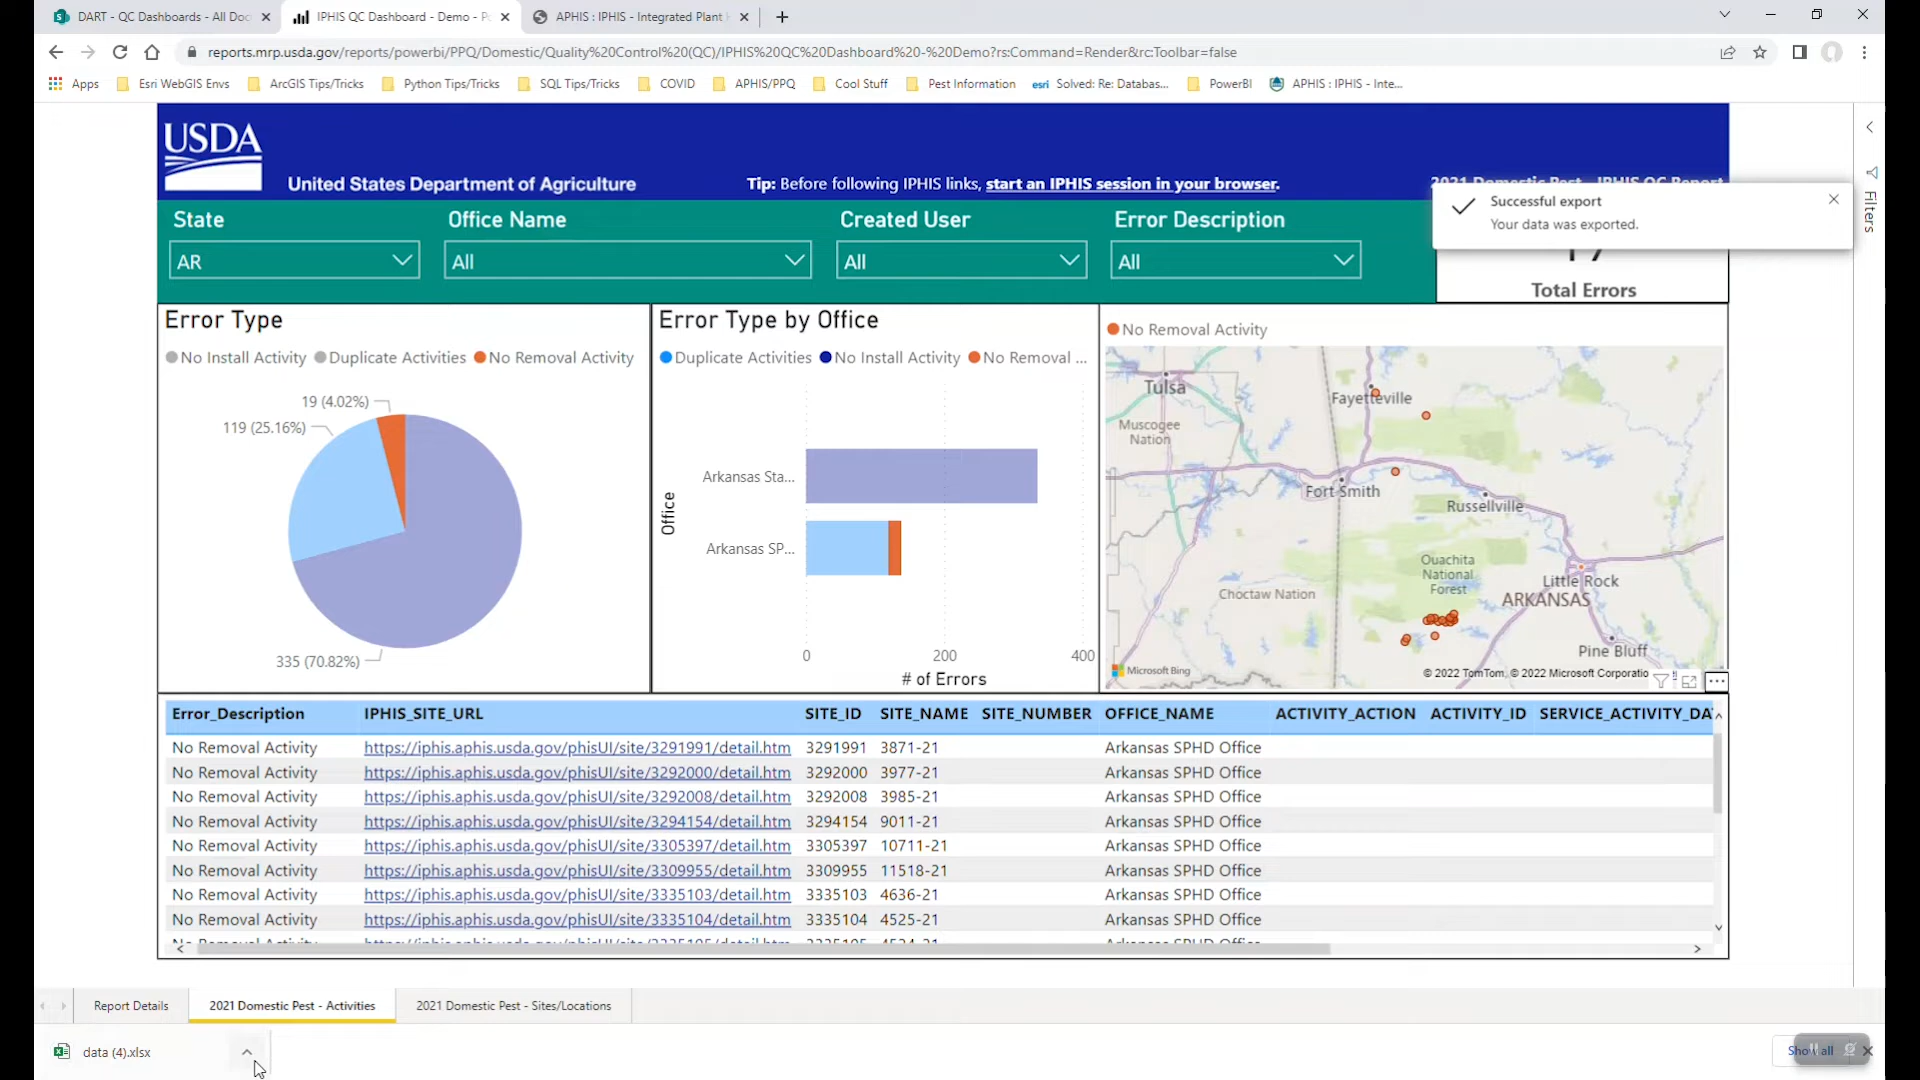 DART - QC Dashboards - All Doc
IPHIS QC Dashboard - Demo - P
APHIS : IPHIS - Integrated Plant
reports.mrp.usda.gov/reports/powerbi/PPQ/Domestic/Quality%20Control%20(QC)/IPHIS%20QC%20Dashboard%20-%20Demo?rs:Command=Render&rc:Toolbar=false
Apps
Esri WebGIS Envs
ArcGIS Tips/Tricks
Python Tips/Tricks
SQL Tips/Tricks
COVID
APHIS/PPQ
Cool Stuff
Pest Information
esri Solved: Re: Databas...
PowerBI
APHIS : IPHIS - Inte...
USDA
United States Department of Agriculture
Tip: Before following IPHIS links, start an IPHIS session in your browser.
2021 Domestic Pest - IPHIS QC Report
Successful export
Your data was exported.
Filters
State
Office Name
Created User
Error Description
AR
All
All
All
Total Errors
Error Type
No Install Activity
Duplicate Activities
No Removal Activity
19 (4.02%)
119 (25.16%)
335 (70.82%)
Error Type by Office
Duplicate Activities
No Install Activity
No Removal ...
Office
Arkansas Sta...
Arkansas SP...
0
200
400
# of Errors
No Removal Activity
Tulsa
Fayetteville
Muscogee
Nation
Fort Smith
Russellville
Ouachita
National
Forest
Little Rock
Choctaw Nation
ARKANSAS
Pine Bluff
Microsoft Bing
© 2022 TomTom, © 2022 Microsoft Corporatio
Error_Description IPHIS_SITE_URL SITE_ID SITE_NAME SITE_NUMBER OFFICE_NAME ACTIVITY_ACTION ACTIVITY_ID SERVICE_ACTIVITY_DA
No Removal Activity https://iphis.aphis.usda.gov/phisUI/site/3291991/detail.htm 3291991 3871-21 Arkansas SPHD Office
No Removal Activity https://iphis.aphis.usda.gov/phisUI/site/3292000/detail.htm 3292000 3977-21 Arkansas SPHD Office
No Removal Activity https://iphis.aphis.usda.gov/phisUI/site/3292008/detail.htm 3292008 3985-21 Arkansas SPHD Office
No Removal Activity https://iphis.aphis.usda.gov/phisUI/site/3294154/detail.htm 3294154 9011-21 Arkansas SPHD Office
No Removal Activity https://iphis.aphis.usda.gov/phisUI/site/3305397/detail.htm 3305397 10711-21 Arkansas SPHD Office
No Removal Activity https://iphis.aphis.usda.gov/phisUI/site/3309955/detail.htm 3309955 11518-21 Arkansas SPHD Office
No Removal Activity https://iphis.aphis.usda.gov/phisUI/site/3335103/detail.htm 3335103 4636-21 Arkansas SPHD Office
No Removal Activity https://iphis.aphis.usda.gov/phisUI/site/3335104/detail.htm 3335104 4525-21 Arkansas SPHD Office
Report Details
2021 Domestic Pest - Activities
2021 Domestic Pest - Sites/Locations
data (4).xlsx
Show all